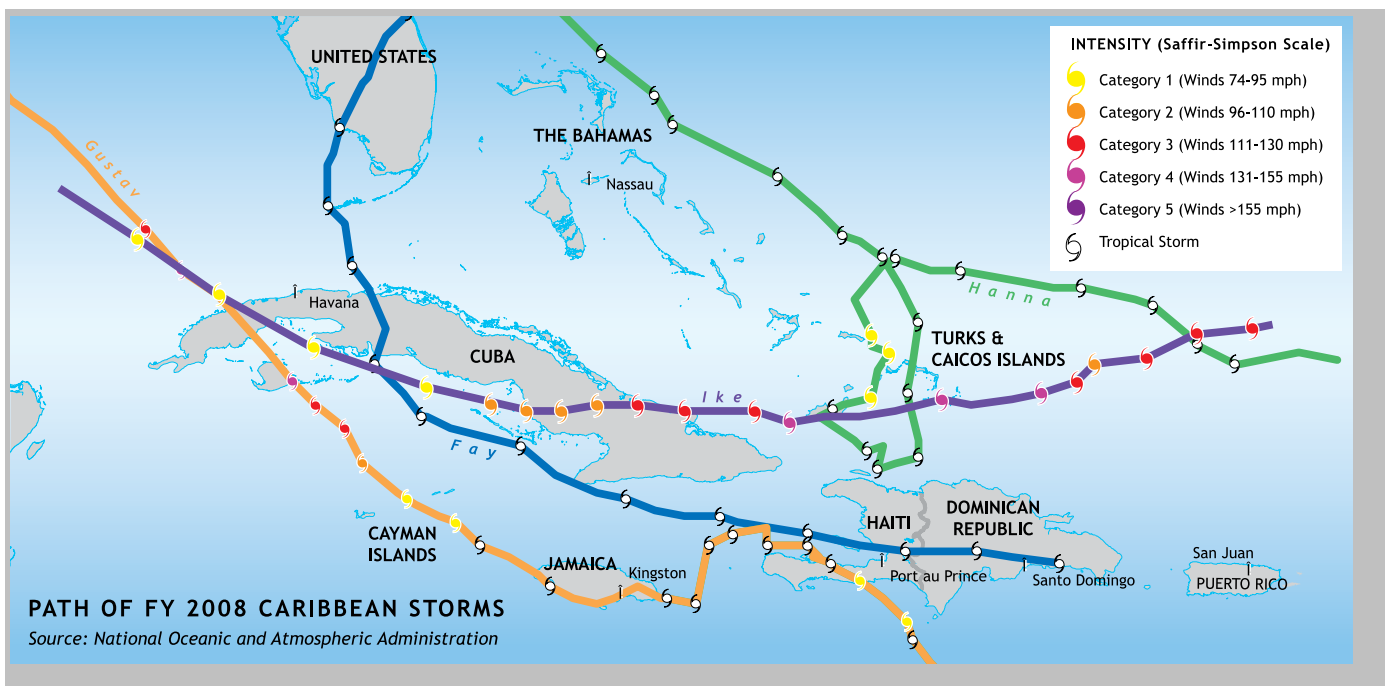 UNITED STATES
THE BAHAMAS
Nassau
Gustav
Havana
CUBA
Ike
Fay
Hanna
TURKS &
CAICOS ISLANDS
CAYMAN
ISLANDS
JAMAICA
Kingston
HAITI
DOMINICAN
REPUBLIC
Port au Prince
Santo Domingo
San Juan
PUERTO RICO
INTENSITY (Saffir-Simpson Scale)
Category 1 (Winds 74-95 mph)
Category 2 (Winds 96-110 mph)
Category 3 (Winds 111-130 mph)
Category 4 (Winds 131-155 mph)
Category 5 (Winds >155 mph)
Tropical Storm
PATH OF FY 2008 CARIBBEAN STORMS
Source: National Oceanic and Atmospheric Administration